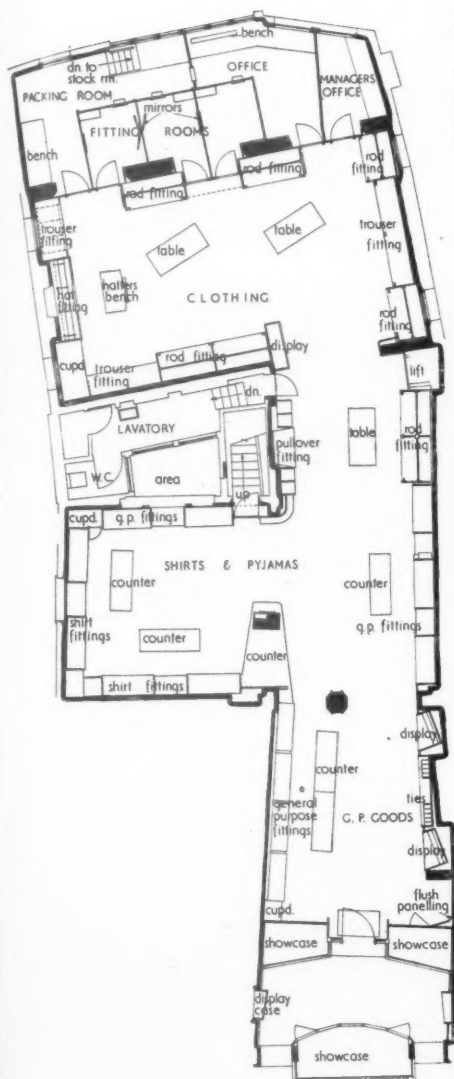 bench
dn. to
stock rm.
OFFICE
MANAGERS
OFFICE
PACKING ROOM
mirrors
FITTING ROOMS
bench
rod fitting
rod fitting
rod
fitting
trouser
fitting
trouser
fitting
table
table
hat fitting
hatters
bench
CLOTHING
rod
fitting
cupd
trouser
fitting
rod fitting
display
lift
dn.
LAVATORY
pullover
fitting
table
rod
fitting
W.C.
area
up
cupd.
g.p. fittings
SHIRTS & PYJAMAS
counter
counter
shirt
fittings
g.p. fittings
counter
counter
shirt fittings
display
counter
general
purpose
fittings
ties
G. P. GOODS
display
flush
panelling
cupd.
showcase
showcase
display
case
showcase